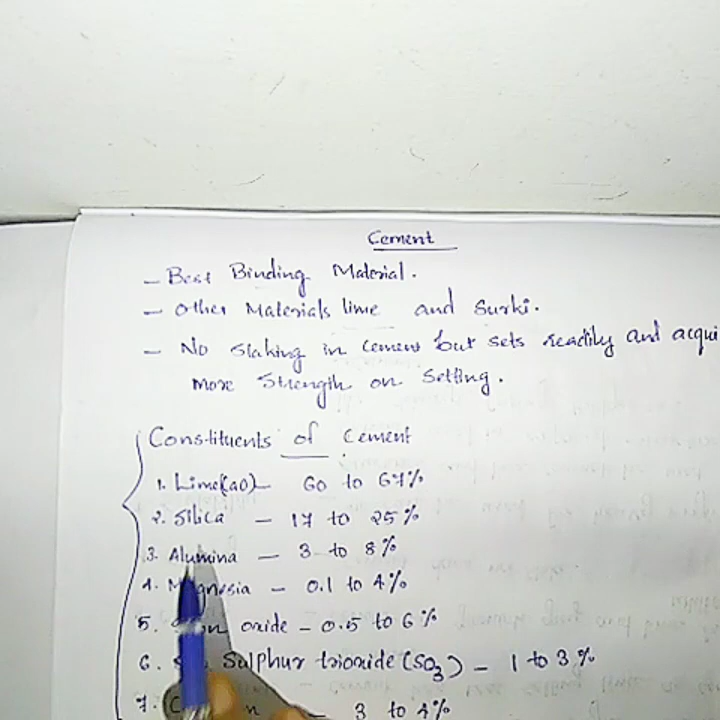 Cement
- Best Binding Material.
- Other Materials lime and Surki.
- No Slaking in cement but sets readily and acqui
more Strength on Setting.
Constituents of Cement
1. Lime(ao)- 60 to 67%
2. Silica - 17 to 25%
3. Alumina - 3 to 8%
4. Magnesia - 0.1 to 4%
5. oxide - 0.5 to 6%
6. Sulphur trioxide (SO3) - 1 to 3%
7. - 3 to 4%